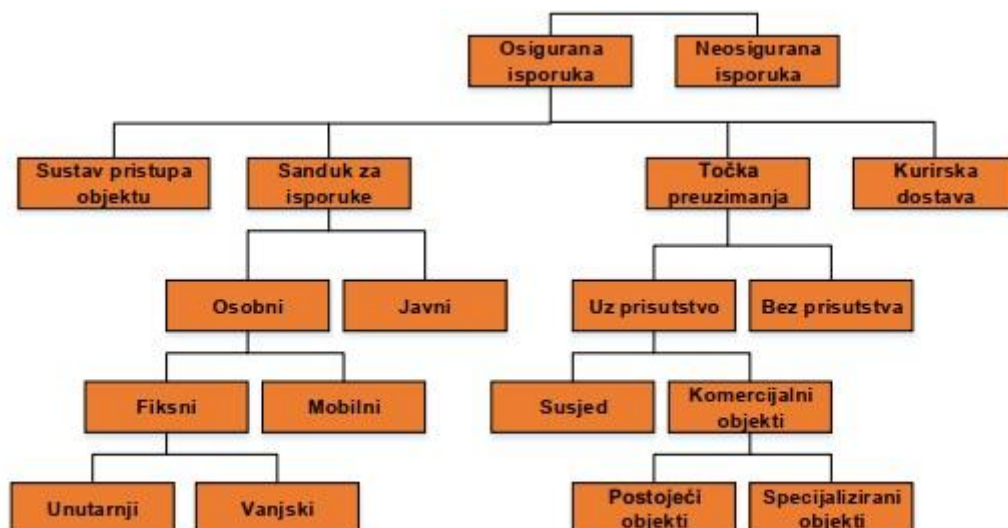 Osigurana
isporuka
Neosigurana
isporuka
Sustav pristupa
objektu
Sanduk za
isporuke
Točka
preuzimanja
Kurirska
dostava
Osobni
Javni
Uz prisutstvo
Bez prisutstva
Fiksni
Mobilni
Susjed
Komercijalni
objekti
Unutarnji
Vanjski
Postojeći
objekti
Specijalizirani
objekti